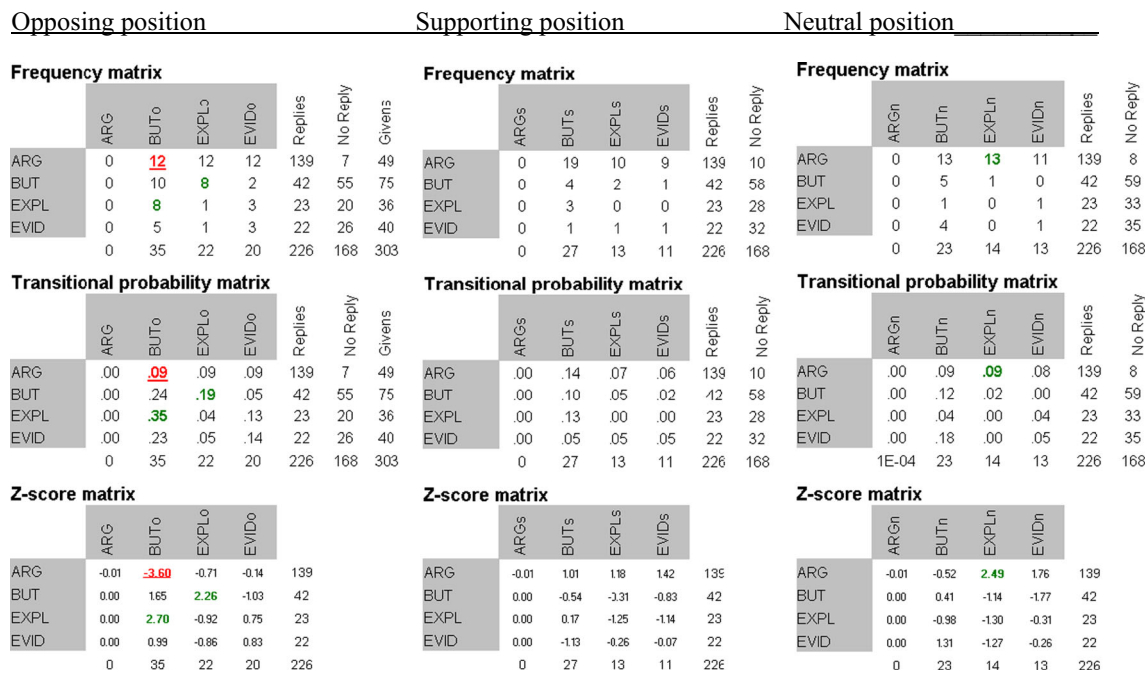 Opposing position Supporting position Neutral position
Frequency matrix
ARG BUTo EXPLo EVIDo Replies No Reply Givens
ARG 0 12 12 12 139 7 49
BUT 0 10 8 2 42 55 75
EXPL 0 8 1 3 23 20 36
EVID 0 5 1 3 22 26 40
0 35 22 20 226 168 303
Transitional probability matrix
ARG BUTo EXPLo EVIDo Replies No Reply Givens
ARG .00 .09 .09 .09 139 7 49
BUT .00 .24 .19 .05 42 55 75
EXPL .00 .35 .04 .13 23 20 36
EVID .00 .23 .05 .14 22 26 40
0 35 22 20 226 168 303
Z-score matrix
ARG BUTo EXPLo EVIDo
ARG -0.01 -3.60 -0.71 -0.14 139
BUT 0.00 1.65 2.26 -1.03 42
EXPL 0.00 2.70 -0.92 0.75 23
EVID 0.00 0.99 -0.86 0.83 22
0 35 22 20 226
Frequency matrix
ARGs BUTs EXPLs EVIDs Replies No Reply
ARG 0 19 10 9 139 10
BUT 0 4 2 1 42 58
EXPL 0 3 0 0 23 28
EVID 0 1 1 1 22 32
0 27 13 11 226 168
Transitional probability matrix
ARGs BUTs EXPLs EVIDs Replies No Reply
ARG .00 .14 .07 .06 139 10
BUT .00 .10 .05 .02 42 58
EXPL .00 .13 .00 .00 23 28
EVID .00 .05 .05 .05 22 32
0 27 13 11 226 168
Z-score matrix
ARGs BUTs EXPLs EVIDs
ARG -0.01 1.01 1.18 1.42 139
BUT 0.00 -0.54 -3.31 -0.83 42
EXPL 0.00 0.17 -1.25 -1.14 23
EVID 0.00 -1.13 -0.26 -0.07 22
0 27 13 11 226
Frequency matrix
ARGn BUTn EXPLn EVIDn Replies No Reply
ARG 0 13 13 11 139 8
BUT 0 5 1 0 42 59
EXPL 0 1 0 1 23 33
EVID 0 4 0 1 22 35
0 23 14 13 226 168
Transitional probability matrix
ARGn BUTn EXPLn EVIDn Replies No Reply
ARG .00 .09 .09 .08 139 8
BUT .00 .12 .02 .00 42 59
EXPL .00 .04 .00 .04 23 33
EVID .00 .18 .00 .05 22 35
1E-04 23 14 13 226 168
Z-score matrix
ARGn BUTn EXPLn EVIDn
ARG -0.01 -0.52 2.49 1.76 139
BUT 0.00 0.41 -1.14 -1.77 42
EXPL 0.00 -0.98 -1.30 -0.31 23
EVID 0.00 1.31 -1.27 -0.26 22
0 23 14 13 226